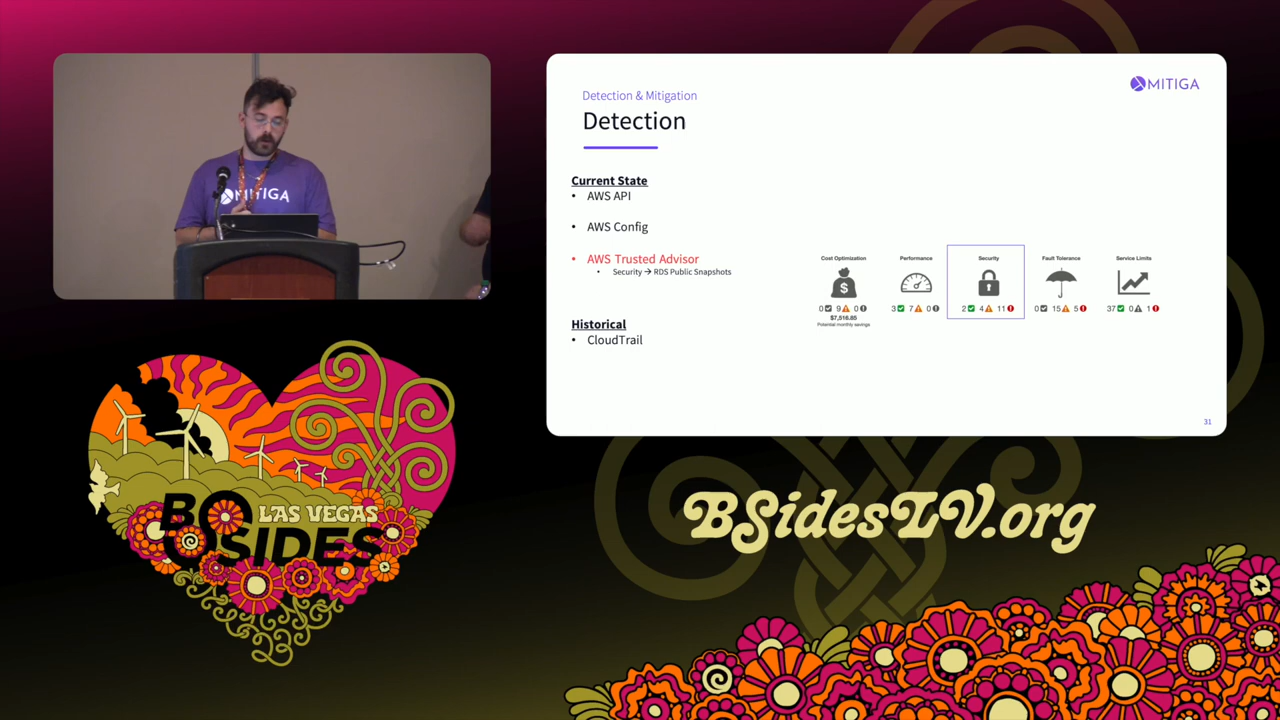 MITIGA
Detection & Mitigation
Detection
MITIGA
Current State
• AWS API
• AWS Config
• AWS Trusted Advisor
• Security → RDS Public Snapshots
Cost Optimization
Performance
Security
Fault Tolerance
Service Limits
$
0 9 0
3 7 0
2 4 11
0 15 5
37 0 1
$7,516.85
Potential monthly savings
Historical
• CloudTrail
31
BSIDES
LAS VEGAS
BSidesLV.org